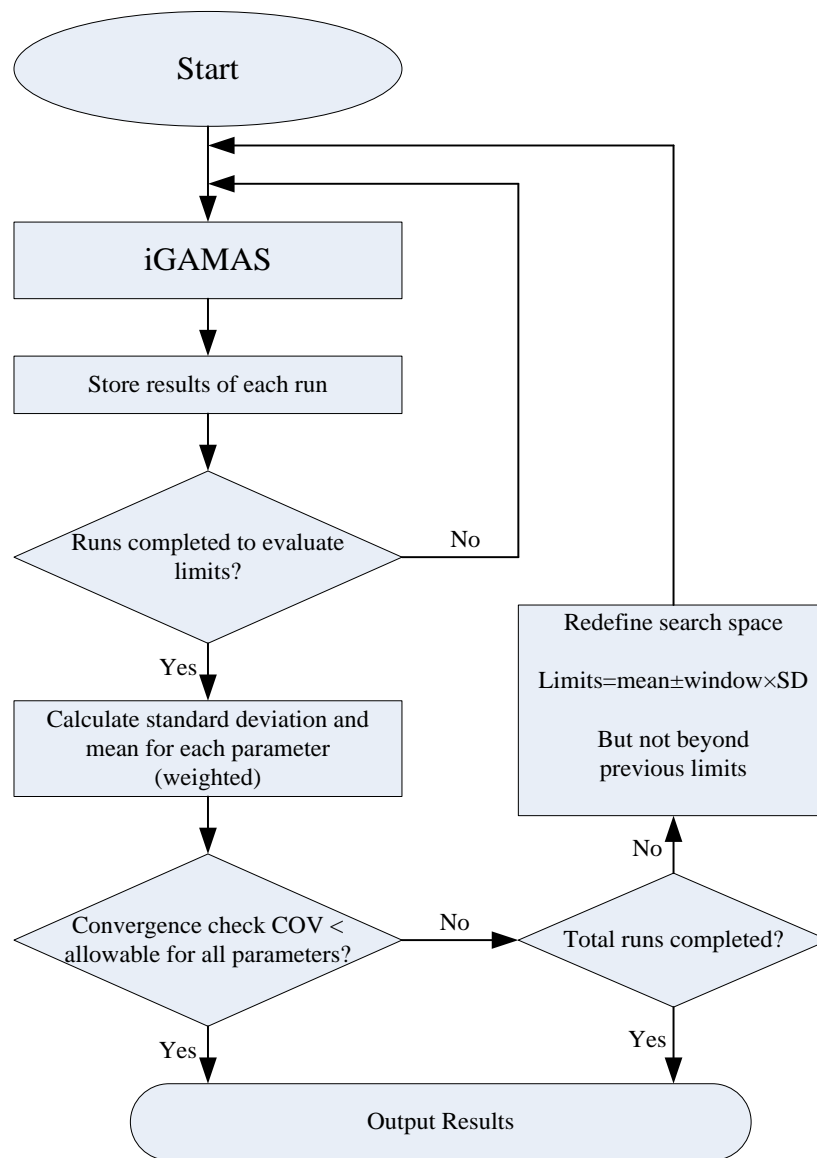 Start
iGAMAS
Store results of each run
Runs completed to evaluate
limits?
No
Yes
Calculate standard deviation and
mean for each parameter
(weighted)
Redefine search space
Limits=mean±window×SD
But not beyond
previous limits
No
Convergence check COV <
allowable for all parameters?
No
Total runs completed?
Yes
Yes
Output Results